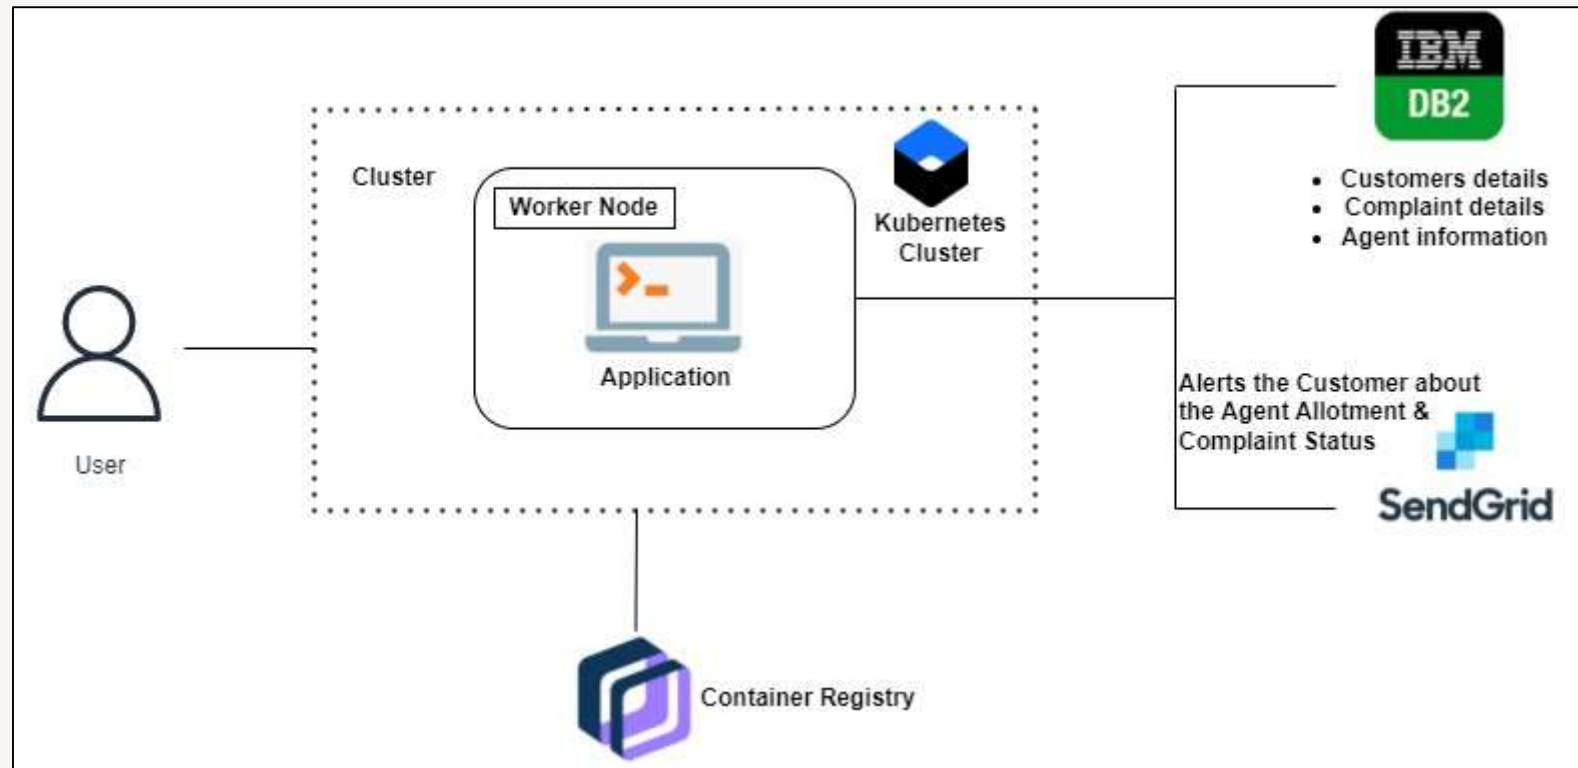 IBM
DB2
• Customers details
• Complaint details
• Agent information
Cluster
Worker Node
Application
Kubernetes
Cluster
User
Alerts the Customer about
the Agent Allotment &
Complaint Status
SendGrid
Container Registry